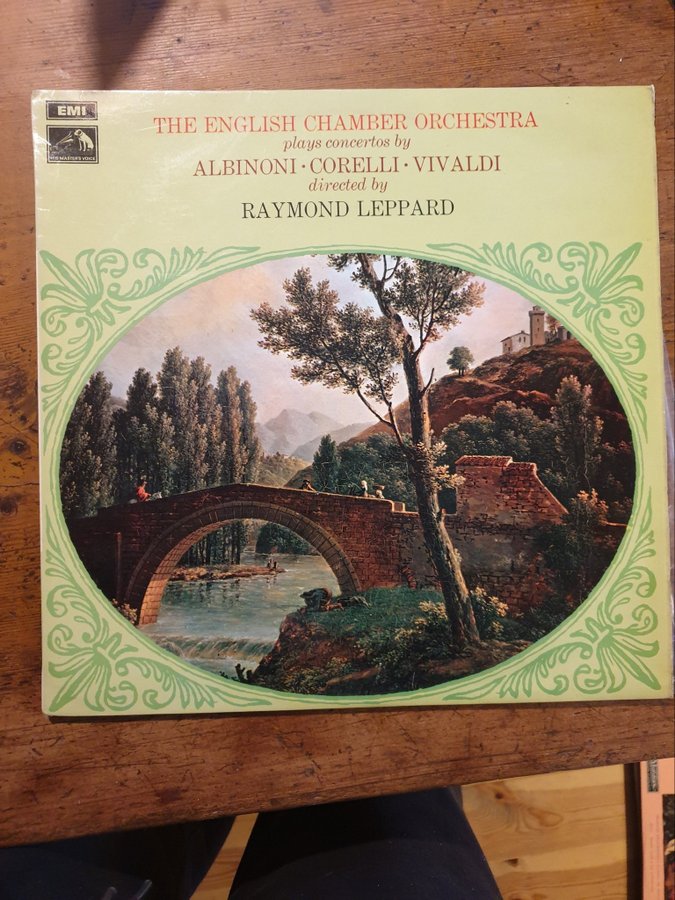 EMI
HIS MASTER'S VOICE
THE ENGLISH CHAMBER ORCHESTRA
plays concertos by
ALBINONI · CORELLI · VIVALDI
directed by
RAYMOND LEPPARD